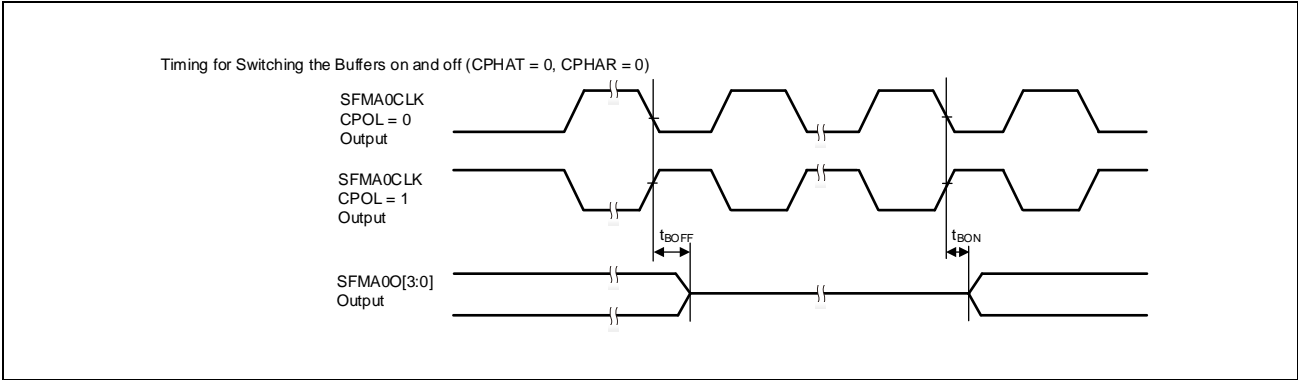 Timing for Switching the Buffers on and off (CPHAT = 0, CPHAR = 0)
SFMA0CLK
CPOL = 0
Output
SFMA0CLK
CPOL = 1
Output
tBOFF
tBON
SFMA0O[3:0]
Output